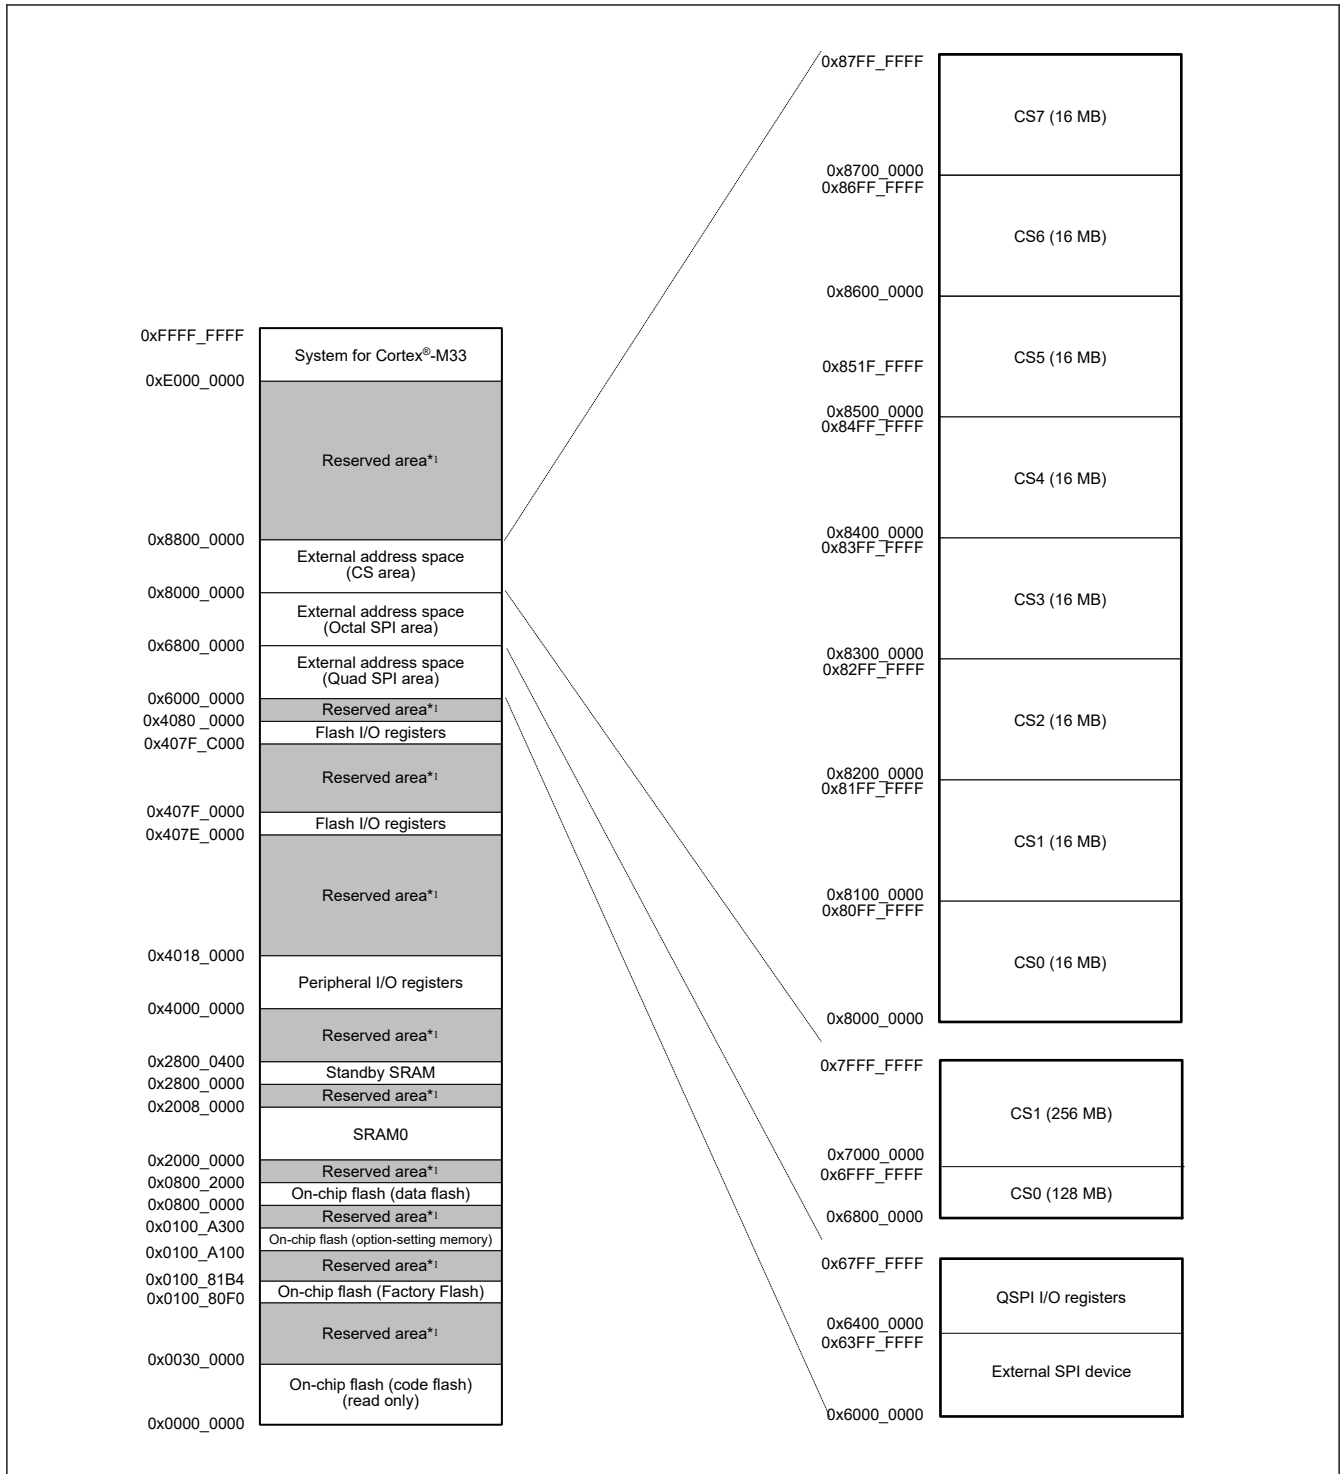 0xFFFF_FFFF
System for Cortex®-M33
0xE000_0000
Reserved area*1
0x8800_0000
External address space
(CS area)
0x8000_0000
External address space
(Octal SPI area)
0x6800_0000
External address space
(Quad SPI area)
0x6000_0000
Reserved area*1
0x4080 _0000
Flash I/O registers
0x407F_C000
Reserved area*1
0x407F_0000
Flash I/O registers
0x407E_0000
Reserved area*1
0x4018_0000
Peripheral I/O registers
0x4000_0000
Reserved area*1
0x2800_0400
Standby SRAM
0x2800_0000
Reserved area*1
0x2008_0000
SRAM0
0x2000_0000
Reserved area*1
0x0800_2000
On-chip flash (data flash)
0x0800_0000
Reserved area*1
0x0100_A300
On-chip flash (option-setting memory)
0x0100_A100
Reserved area*1
0x0100_81B4
On-chip flash (Factory Flash)
0x0100_80F0
Reserved area*1
0x0030_0000
On-chip flash (code flash)
(read only)
0x0000_0000
0x87FF_FFFF
CS7 (16 MB)
0x8700_0000
0x86FF_FFFF
CS6 (16 MB)
0x8600_0000
CS5 (16 MB)
0x851F_FFFF
0x8500_0000
0x84FF_FFFF
CS4 (16 MB)
0x8400_0000
0x83FF_FFFF
CS3 (16 MB)
0x8300_0000
0x82FF_FFFF
CS2 (16 MB)
0x8200_0000
0x81FF_FFFF
CS1 (16 MB)
0x8100_0000
0x80FF_FFFF
CS0 (16 MB)
0x8000_0000
0x7FFF_FFFF
CS1 (256 MB)
0x7000_0000
0x6FFF_FFFF
CS0 (128 MB)
0x6800_0000
0x67FF_FFFF
QSPI I/O registers
0x6400_0000
0x63FF_FFFF
External SPI device
0x6000_0000